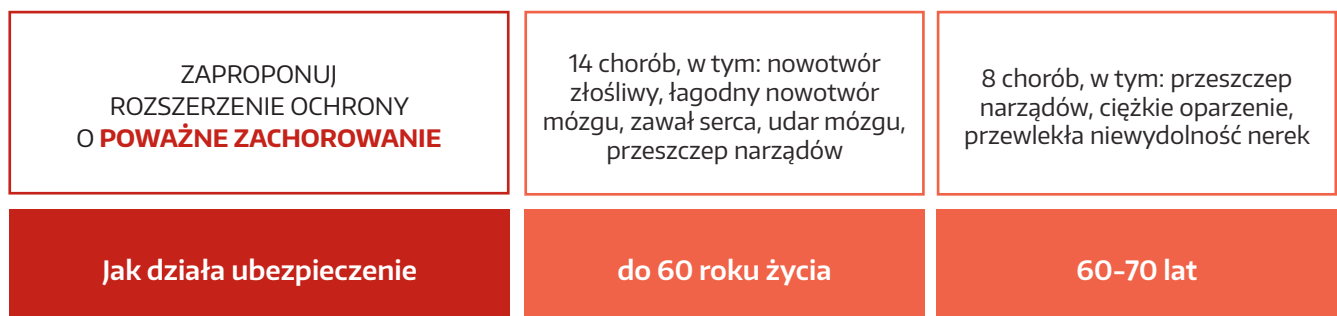 ZAPROPONUJ
ROZSZERZENIE OCHRONY
O POWAŻNE ZACHOROWANIE
14 chorób, w tym: nowotwór
złośliwy, łagodny nowotwór
mózgu, zawał serca, udar mózgu,
przeszczep narządów
8 chorób, w tym: przeszczep
narządów, ciężkie oparzenie,
przewlekła niewydolność nerek
Jak działa ubezpieczenie
do 60 roku życia
60-70 lat